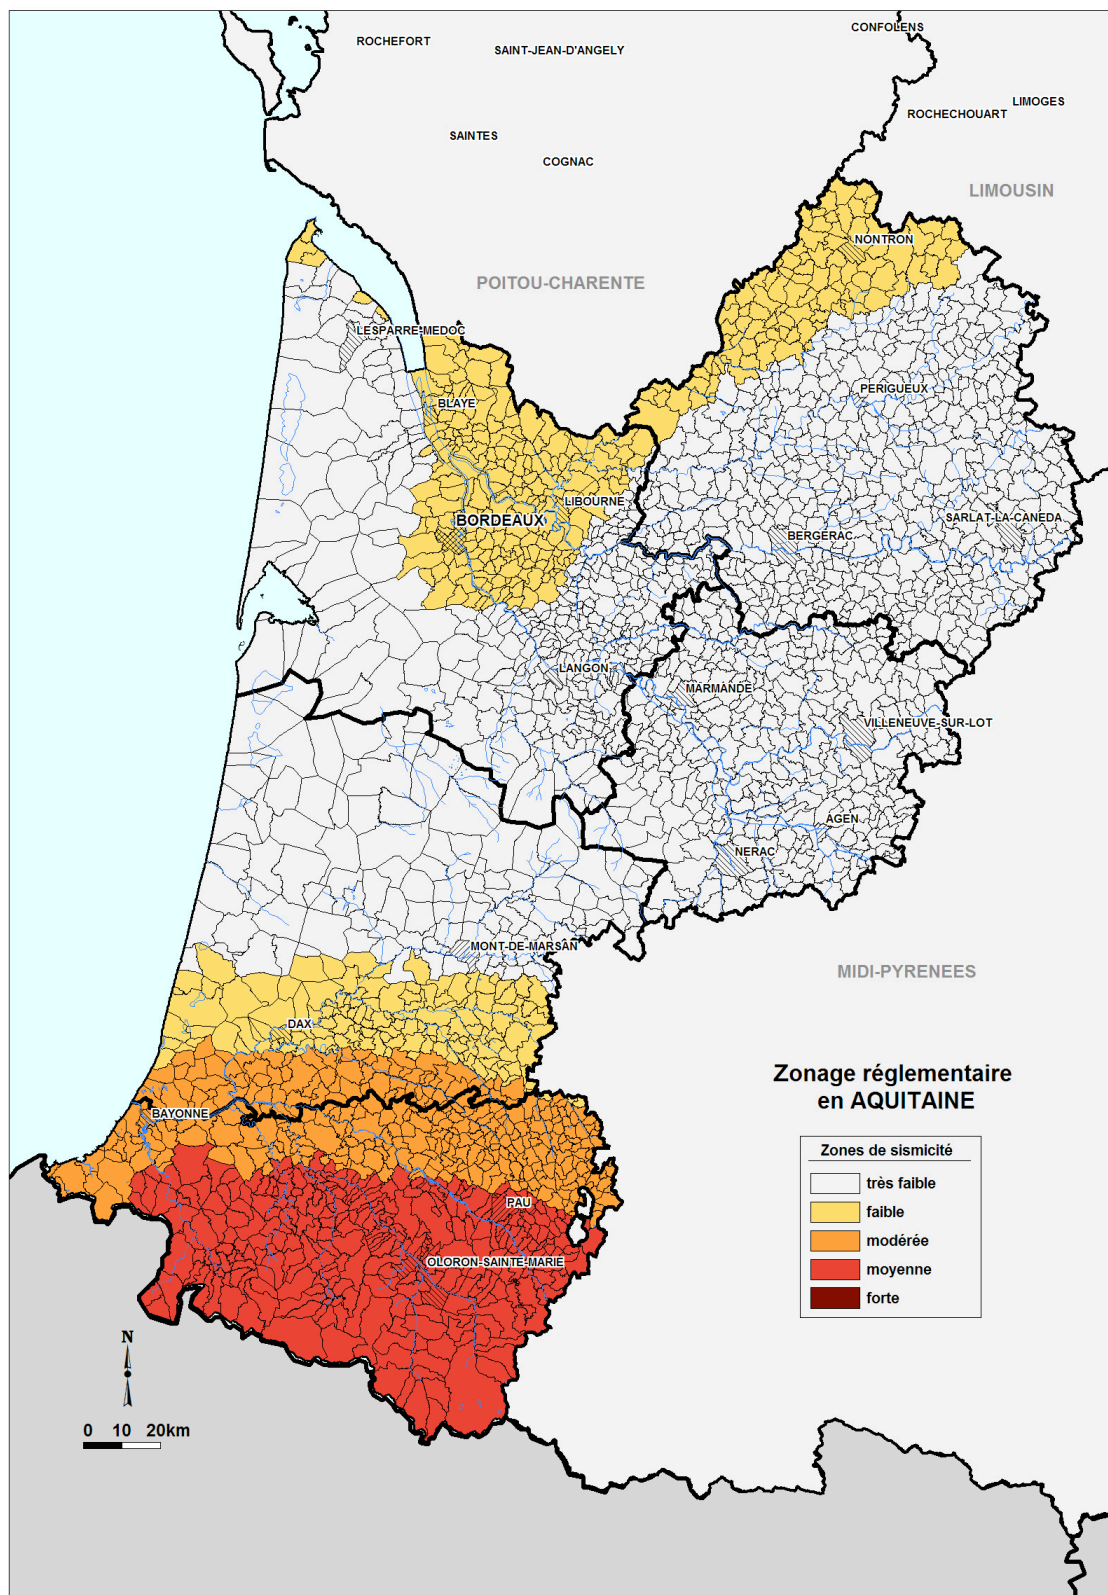 CONFOLENS
ROCHEFORT
SAINT-JEAN-D'ANGELY
LIMOGES
ROCHECHOUART
SAINTES
COGNAC
LIMOUSIN
NONTRON
POITOU-CHARENTE
LESPARRE-MEDOC
PERIGUEUX
BLAYE
LIBOURNE
BORDEAUX
SARLAT-LA-CANEDA
BERGERAC
LANGON
MARMANDE
VILLENEUVE-SUR-LOT
AGEN
NERAC
MONT-DE-MARSAN
MIDI-PYRENEES
DAX
Zonage réglementaire
en AQUITAINE
BAYONNE
Zones de sismicité
très faible
faible
modérée
moyenne
forte
PAU
OLORON-SAINTE-MARIE
N
0 10 20km